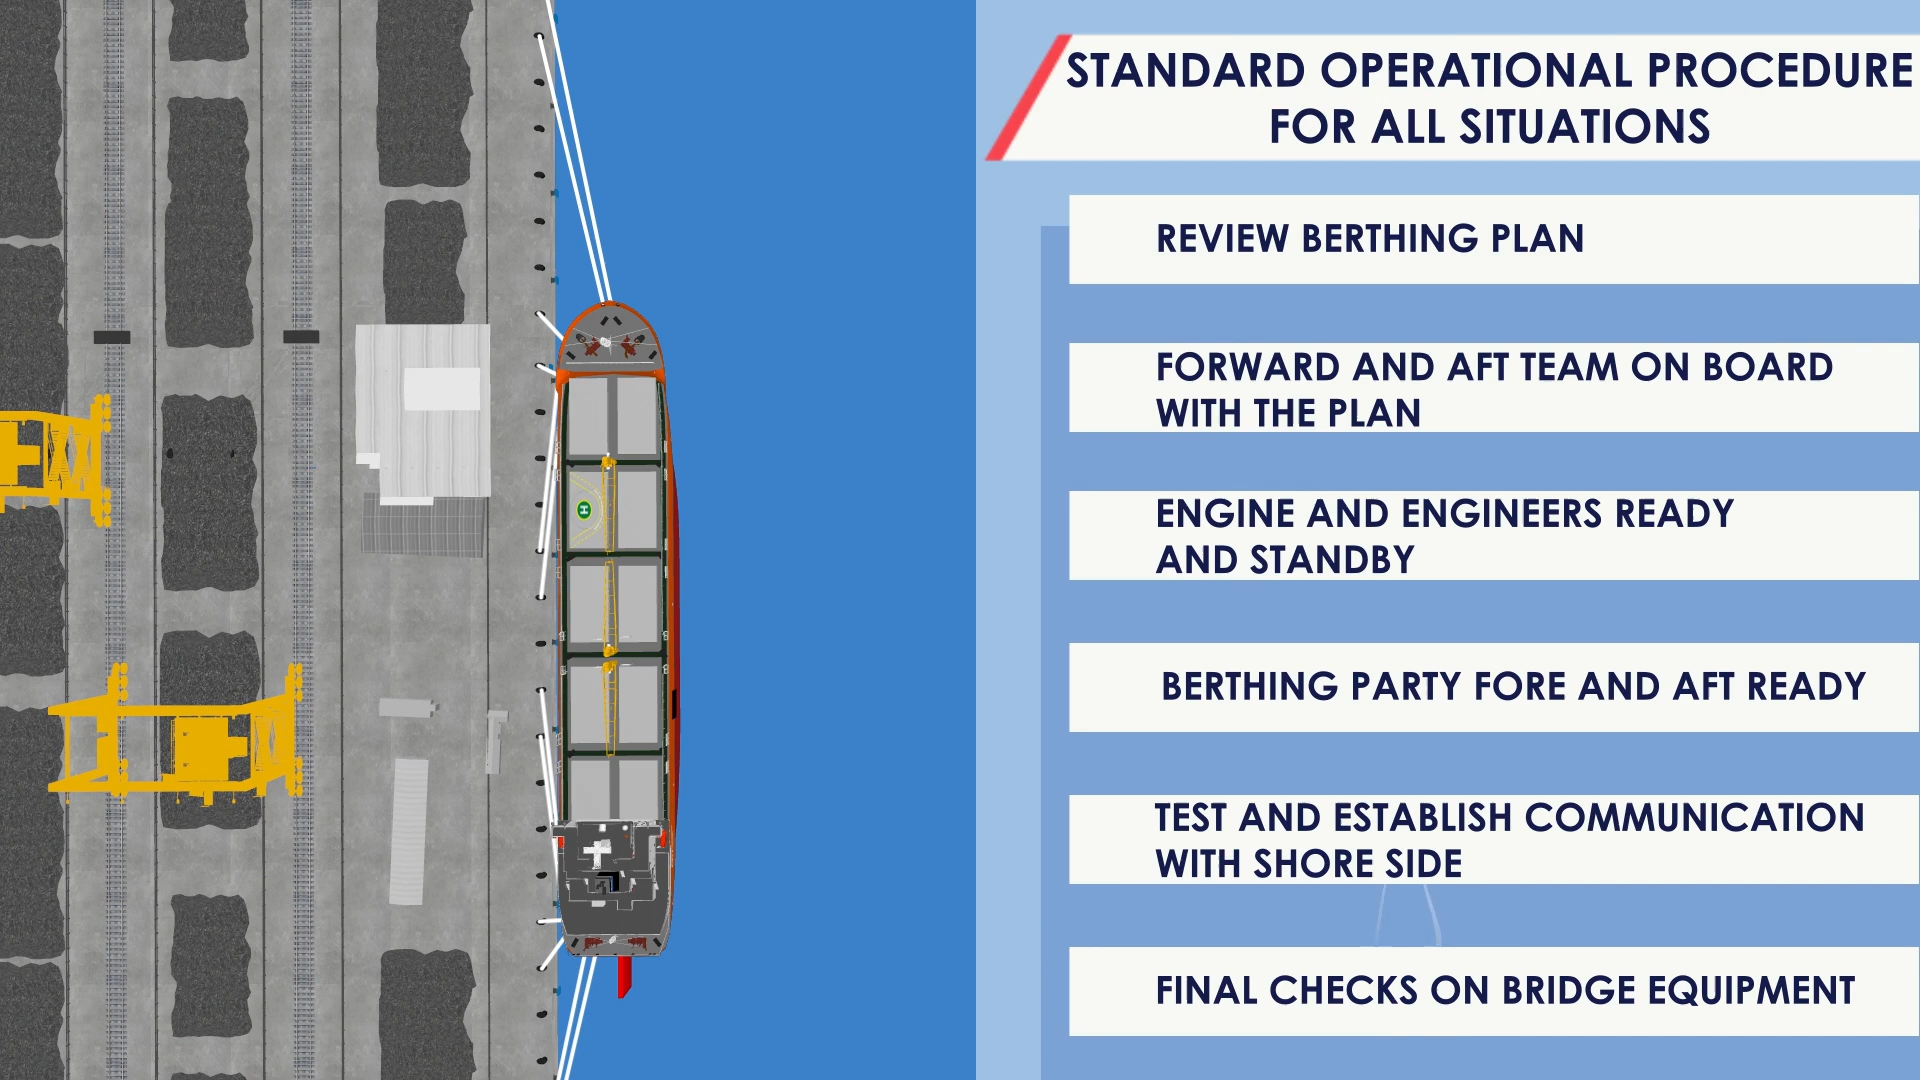 STANDARD OPERATIONAL PROCEDURE
FOR ALL SITUATIONS
REVIEW BERTHING PLAN
FORWARD AND AFT TEAM ON BOARD
WITH THE PLAN
ENGINE AND ENGINEERS READY
AND STANDBY
BERTHING PARTY FORE AND AFT READY
TEST AND ESTABLISH COMMUNICATION
WITH SHORE SIDE
FINAL CHECKS ON BRIDGE EQUIPMENT
H